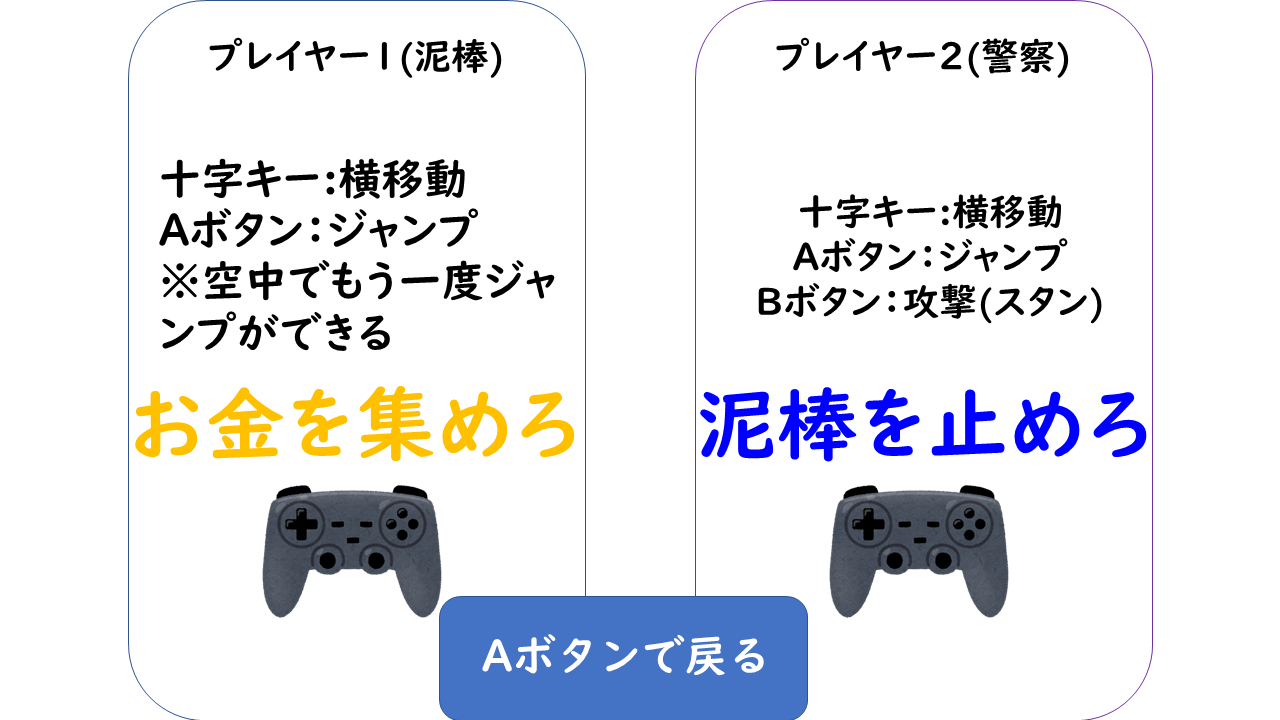 プレイヤー1(泥棒)
十字キー:横移動
Aボタン：ジャンプ
※空中でもう一度ジャ
ンプができる
お金を集めろ
プレイヤー2(警察)
十字キー:横移動
Aボタン：ジャンプ
Bボタン：攻撃(スタン)
泥棒を止めろ
Aボタンで戻る